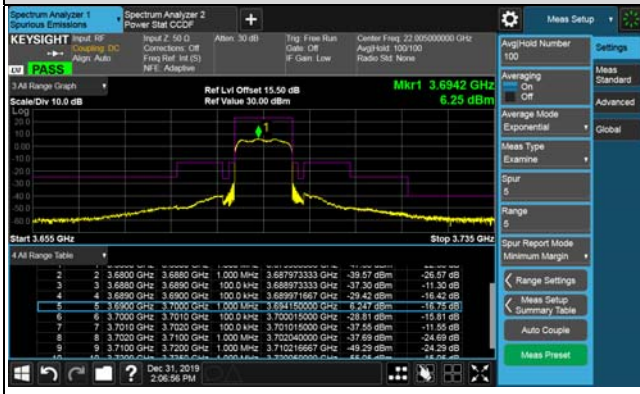 Spectrum Analyzer 1
Spurious Emissions
Spectrum Analyzer 2
Power Stat CCDF
+
Meas Setup
KEYSIGHT
Input: RF
Coupling: DC
Align: Auto
Input Z: 50 Ω
Corrections: Off
Freq Ref: Int (S)
NFE: Adaptive
Atten: 30 dB
Trig: Free Run
Gate: Off
IF Gain: Low
Center Freq: 22.005000000 GHz
Avg|Hold: 100/100
Radio Std: None
LXI
PASS
3 All Range Graph
Scale/Div 10.0 dB
Ref Lvl Offset 15.50 dB
Ref Value 30.00 dBm
Mkr1 3.6942 GHz
6.25 dBm
Log
20.0
10.0
0.00
-10.0
-20.0
-30.0
-40.0
-50.0
-60.0
1
Start 3.655 GHz
Stop 3.735 GHz
4 All Range Table
2 2 3.6800 GHz 3.6880 GHz 1.000 MHz 3.687973333 GHz -39.57 dBm -26.57 dB
3 3 3.6880 GHz 3.6890 GHz 100.0 kHz 3.688973333 GHz -37.30 dBm -11.30 dB
4 4 3.6890 GHz 3.6900 GHz 100.0 kHz 3.689971667 GHz -29.42 dBm -16.42 dB
5 5 3.6900 GHz 3.7000 GHz 1.000 MHz 3.694150000 GHz 6.247 dBm -16.75 dB
6 6 3.7000 GHz 3.7010 GHz 100.0 kHz 3.700015000 GHz -28.81 dBm -15.81 dB
7 7 3.7010 GHz 3.7020 GHz 100.0 kHz 3.701015000 GHz -37.55 dBm -11.55 dB
8 8 3.7020 GHz 3.7100 GHz 1.000 MHz 3.702040000 GHz -37.69 dBm -24.69 dB
9 9 3.7100 GHz 3.7200 GHz 1.000 MHz 3.710216667 GHz -49.29 dBm -24.29 dB
?
Dec 31, 2019
2:06:56 PM
Avg|Hold Number
100
Averaging
On
Off
Average Mode
Exponential
Meas Type
Examine
Spur
5
Range
5
Spur Report Mode
Minimum Margin
Range Settings
Meas Setup
Summary Table
Auto Couple
Meas Preset
Settings
Meas
Standard
Advanced
Global